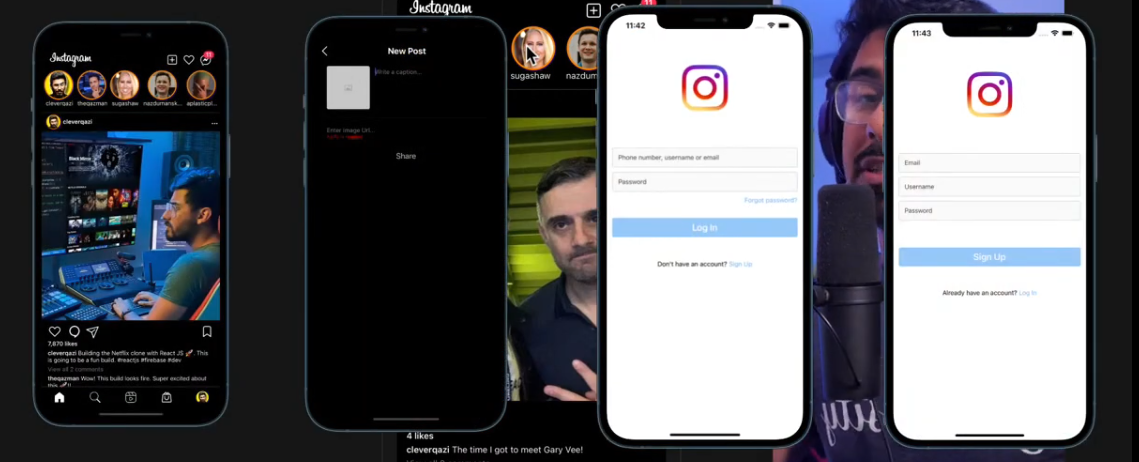 Instagram
11
cleverqazi
theqazman
sugashaw
nazdumansk...
aplasticpl...
cleverqazi
...
7,870 likes
cleverqazi Building the Netflix clone with React JS 🚀. This
is going to be a fun build. #reactjs #firebase #dev
View all 2 comments
theqazman Wow! This build looks fire. Super excited about
this 🚀!!
New Post
Write a caption...
Enter Image Url...
Share
Instagram
11
sugashaw
4 likes
cleverqazi The time I got to meet Gary Vee!
11:42
Phone number, username or email
Password
Forgot password?
Log In
Don't have an account? Sign Up
11:43
Email
Username
Password
Sign Up
Already have an account? Log In